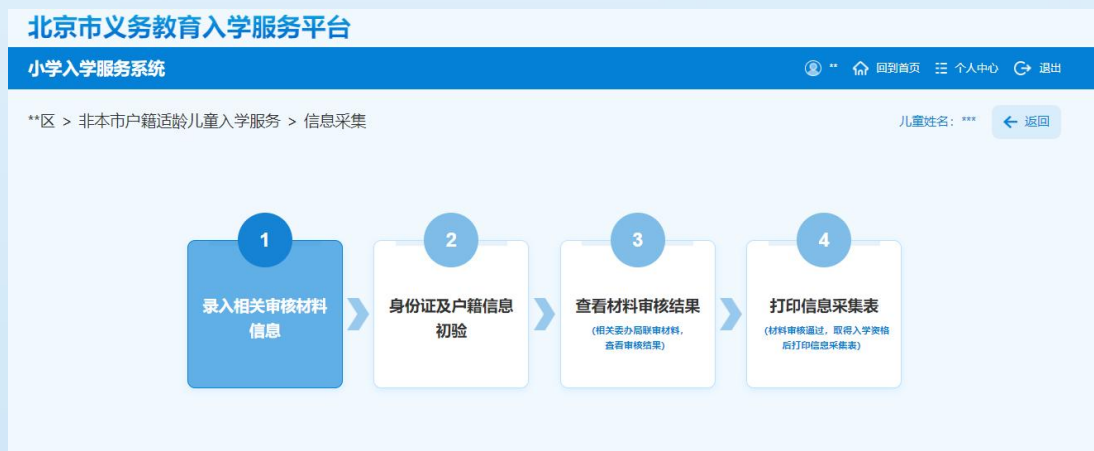 北京市义务教育入学服务平台
小学入学服务系统
** 回到首页 个人中心 退出
**区 > 非本市户籍适龄儿童入学服务 > 信息采集
儿童姓名：*** 返回
1
录入相关审核材料
信息
2
身份证及户籍信息
初验
3
查看材料审核结果
(相关委办局联审材料，
查看审核结果)
4
打印信息采集表
(材料审核通过，取得入学资格
后打印信息采集表)